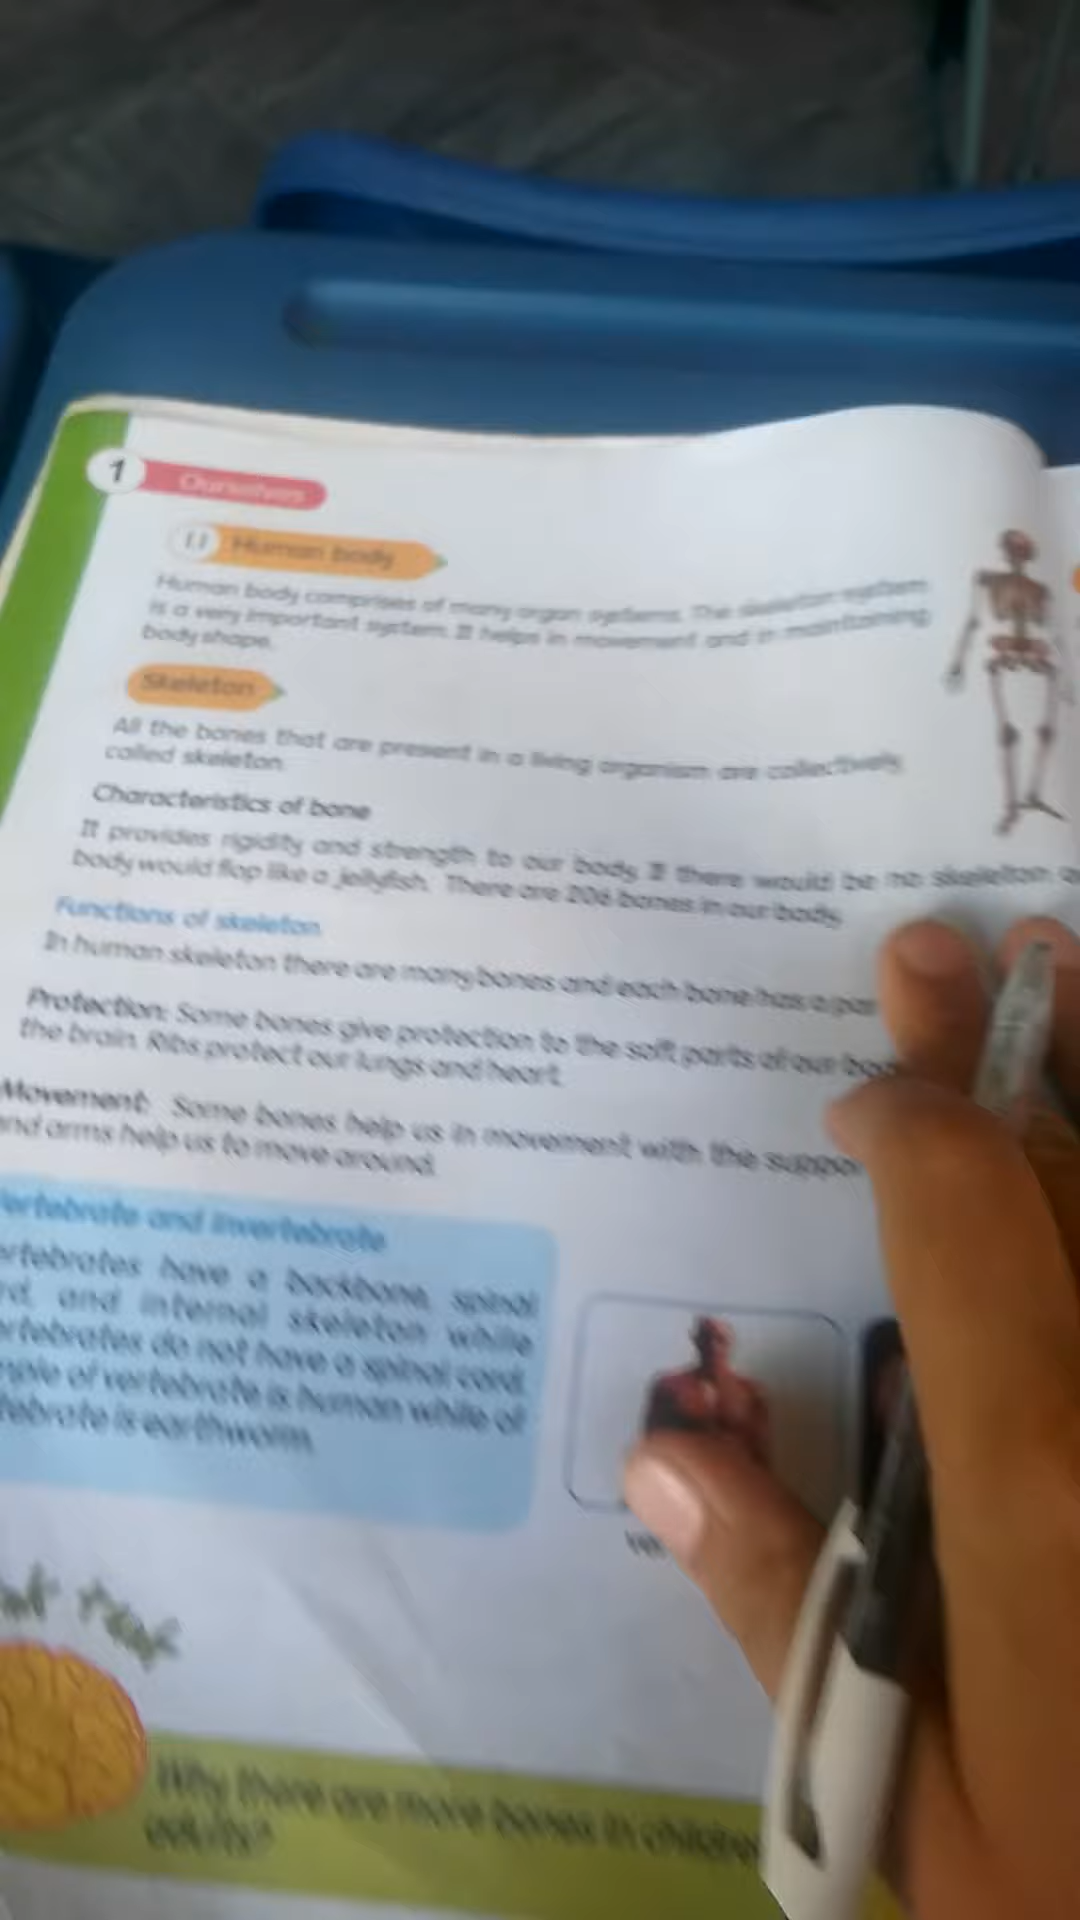 1 Ourselves
1.1 Human body
Human body comprises of many organ systems. The skeleton system
is a very important system. It helps in movement and in maintaining
body shape.
Skeleton
All the bones that are present in a living organism are collectively
called skeleton.
Characteristics of bone
It provides rigidity and strength to our body. If there would be no skeleton
body would flop like a jellyfish. There are 206 bones in our body.
Functions of skeleton.
In human skeleton there are many bones and each bone has a
Protection: Some bones give protection to the soft parts of our
the brain. Ribs protect our lungs and heart.
Movement: Some bones help us in movement with the
and arms help us to move around.
and invertebrate
have a backbone, spinal
and internal skeleton while
do not have a spinal cord.
of vertebrate is human while of
is earthworm.
Why there are more bones in
adults?